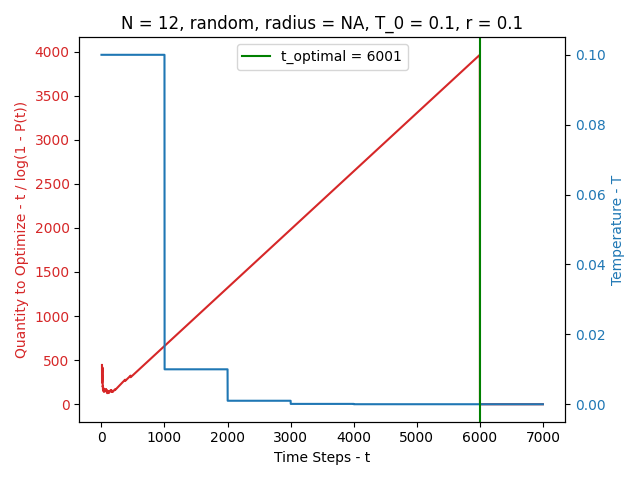 N = 12, random, radius = NA, T_0 = 0.1, r = 0.1
t_optimal = 6001
Quantity to Optimize - t / log(1 - P(t))
4000
3500
3000
2500
2000
1500
1000
500
0
0.10
0.08
0.06
0.04
0.02
0.00
Temperature - T
0 1000 2000 3000 4000 5000 6000 7000
Time Steps - t